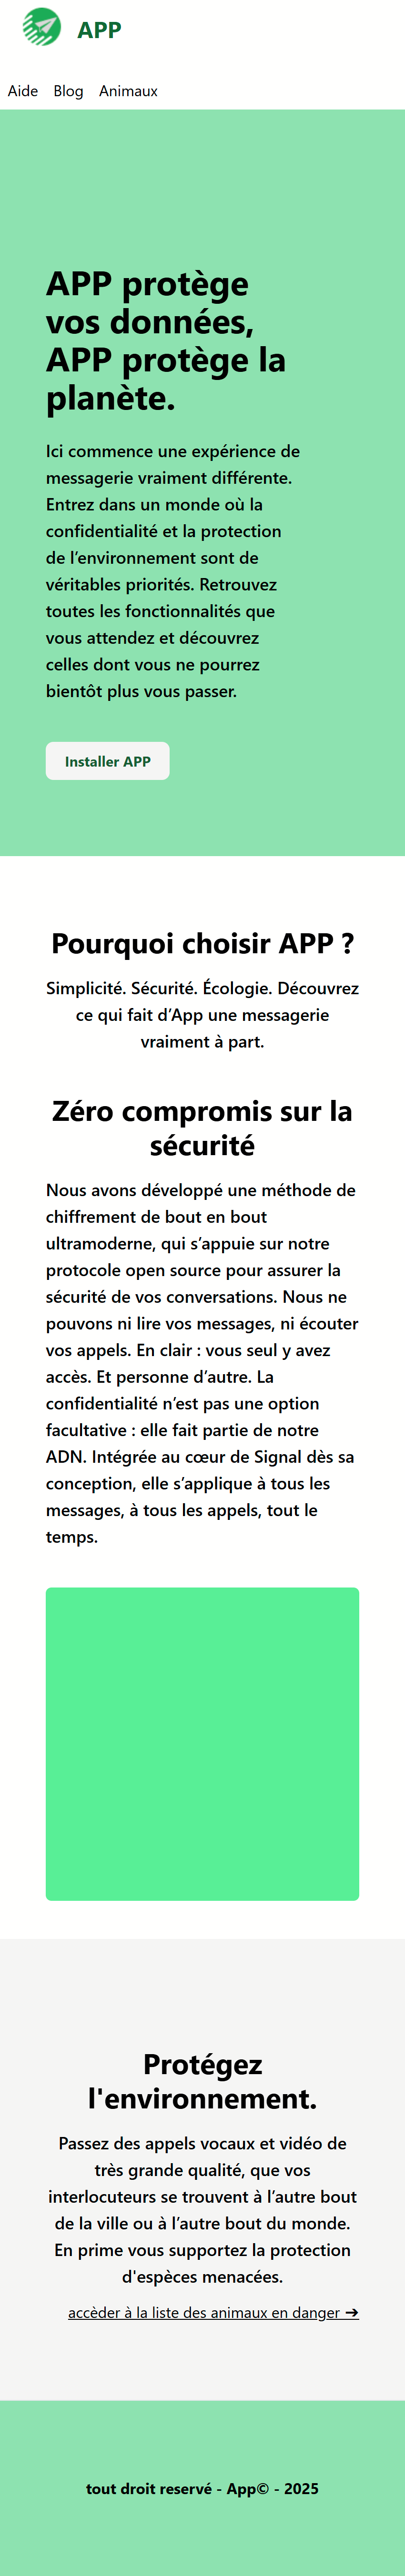 APP
Aide Blog Animaux
APP protège
vos données,
APP protège la
planète.
Ici commence une expérience de
messagerie vraiment différente.
Entrez dans un monde où la
confidentialité et la protection
de l’environnement sont de
véritables priorités. Retrouvez
toutes les fonctionnalités que
vous attendez et découvrez
celles dont vous ne pourrez
bientôt plus vous passer.
Installer APP
Pourquoi choisir APP ?
Simplicité. Sécurité. Écologie. Découvrez
ce qui fait d’App une messagerie
vraiment à part.
Zéro compromis sur la
sécurité
Nous avons développé une méthode de
chiffrement de bout en bout
ultramoderne, qui s’appuie sur notre
protocole open source pour assurer la
sécurité de vos conversations. Nous ne
pouvons ni lire vos messages, ni écouter
vos appels. En clair : vous seul y avez
accès. Et personne d’autre. La
confidentialité n’est pas une option
facultative : elle fait partie de notre
ADN. Intégrée au cœur de Signal dès sa
conception, elle s’applique à tous les
messages, à tous les appels, tout le
temps.
Protégez
l'environnement.
Passez des appels vocaux et vidéo de
très grande qualité, que vos
interlocuteurs se trouvent à l’autre bout
de la ville ou à l’autre bout du monde.
En prime vous supportez la protection
d'espèces menacées.
accèder à la liste des animaux en danger ➔
tout droit reservé - App© - 2025